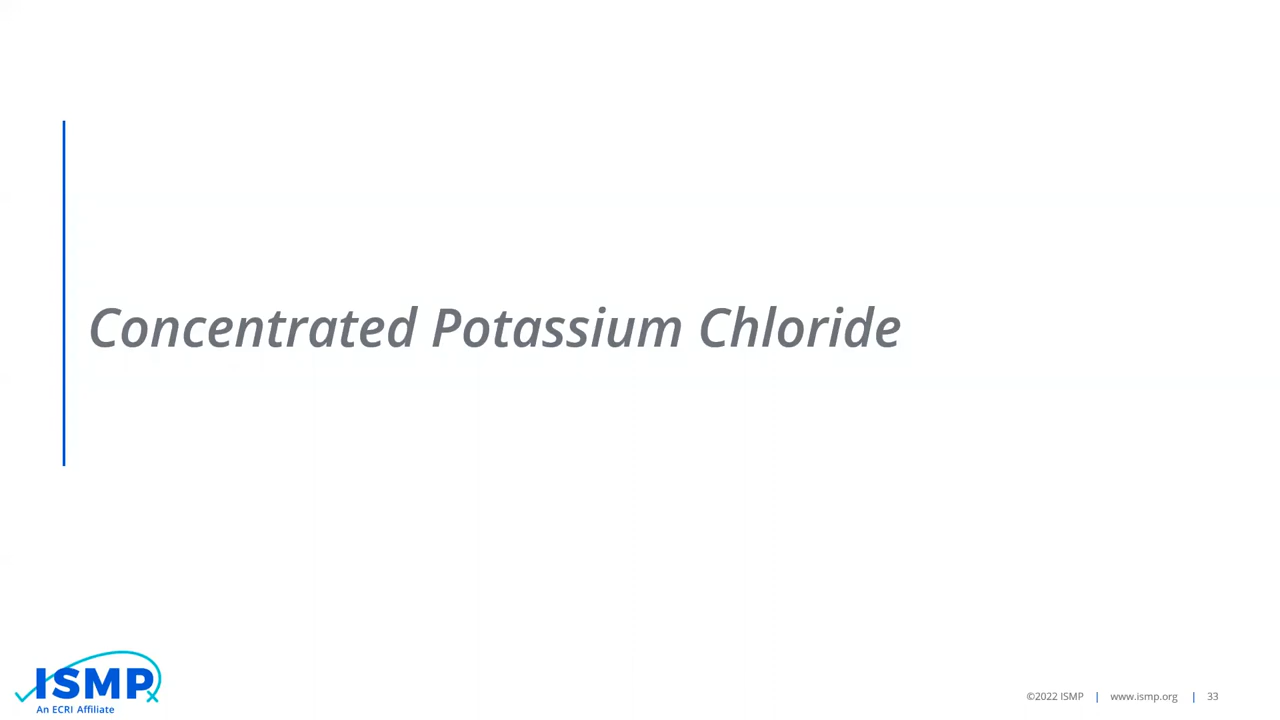 Concentrated Potassium Chloride
ISMP
An ECRI Affiliate
©2022 ISMP | www.ismp.org | 33